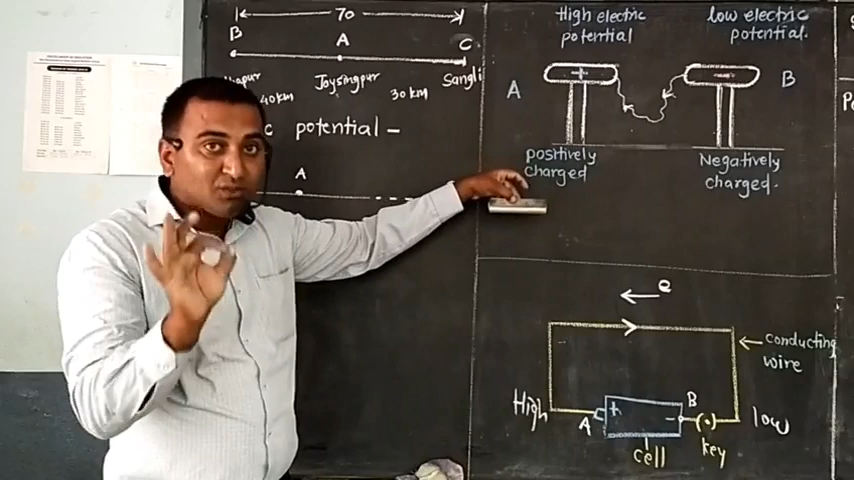 70
B
A
C
Joysingpur
Sangli
40km
30km
potential -
A
High electric
potential
low electric
potential.
A
+
-
B
positively
charged
Negatively
charged.
e
conducting
wire
High
A
+
-
B
low
cell
key